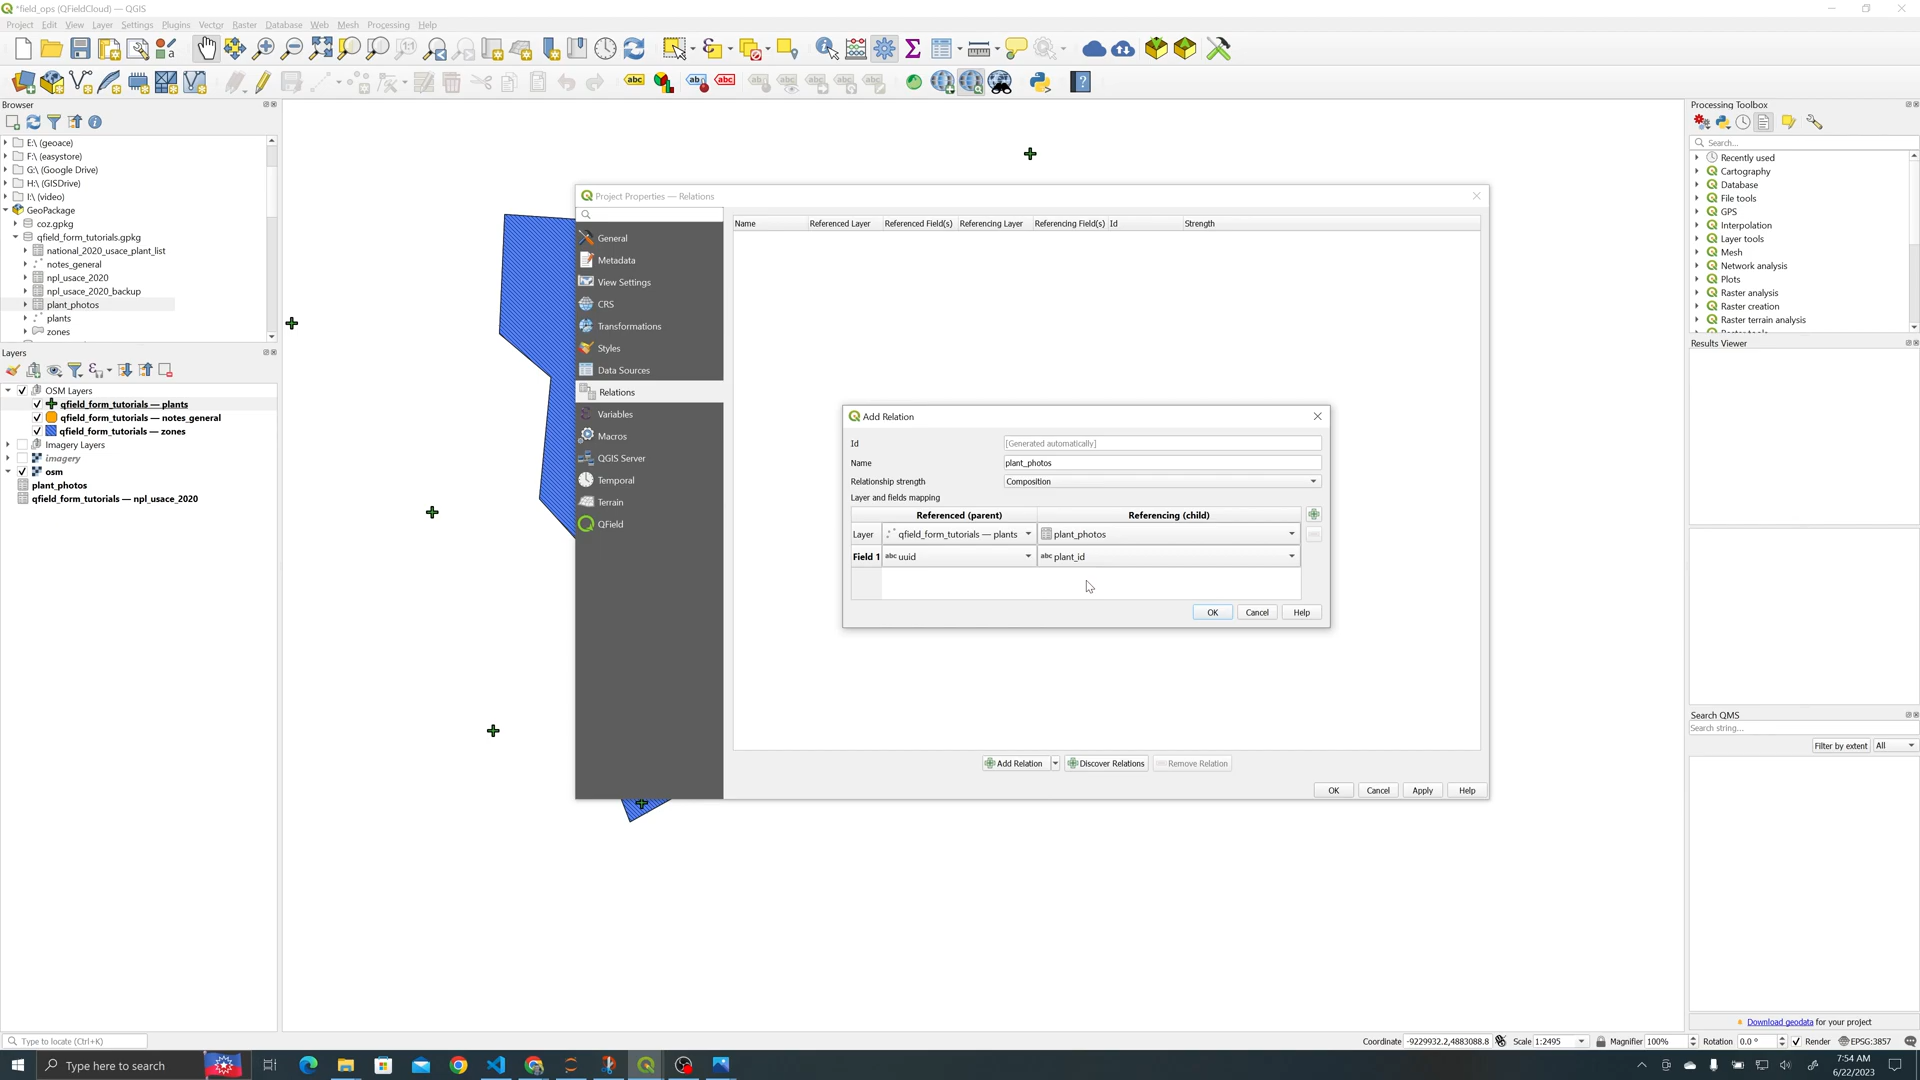 *field_ops (QFieldCloud) — QGIS
Project Edit View Layer Settings Plugins Vector Raster Database Web Mesh Processing Help
Browser
E:\ (geoace)
F:\ (easystore)
G:\ (Google Drive)
H:\ (GISDrive)
I:\ (video)
GeoPackage
coz.gpkg
qfield_form_tutorials.gpkg
national_2020_usace_plant_list
notes_general
npl_usace_2020
npl_usace_2020_backup
plant_photos
plants
zones
Layers
OSM Layers
qfield_form_tutorials — plants
qfield_form_tutorials — notes_general
qfield_form_tutorials — zones
Imagery Layers
imagery
osm
plant_photos
qfield_form_tutorials — npl_usace_2020
Project Properties — Relations
General
Metadata
View Settings
CRS
Transformations
Styles
Data Sources
Relations
Variables
Macros
QGIS Server
Temporal
Terrain
QField
Name Referenced Layer Referenced Field(s) Referencing Layer Referencing Field(s) Id Strength
Add Relation
Id [Generated automatically]
Name plant_photos
Relationship strength Composition
Layer and fields mapping
Referenced (parent) Referencing (child)
Layer qfield_form_tutorials — plants plant_photos
Field 1 abc uuid abc plant_id
OK Cancel Help
Add Relation Discover Relations Remove Relation
OK Cancel Apply Help
Processing Toolbox
Search...
Recently used
Cartography
Database
File tools
GPS
Interpolation
Layer tools
Mesh
Network analysis
Plots
Raster analysis
Raster creation
Raster terrain analysis
Results Viewer
Search QMS
Search string...
Filter by extent All
Download geodata for your project
Type to locate (Ctrl+K) Coordinate -9229932.2,4883088.8 Scale 1:2495 Magnifier 100% Rotation 0.0 ° Render EPSG:3857
Type here to search
7:54 AM
6/22/2023